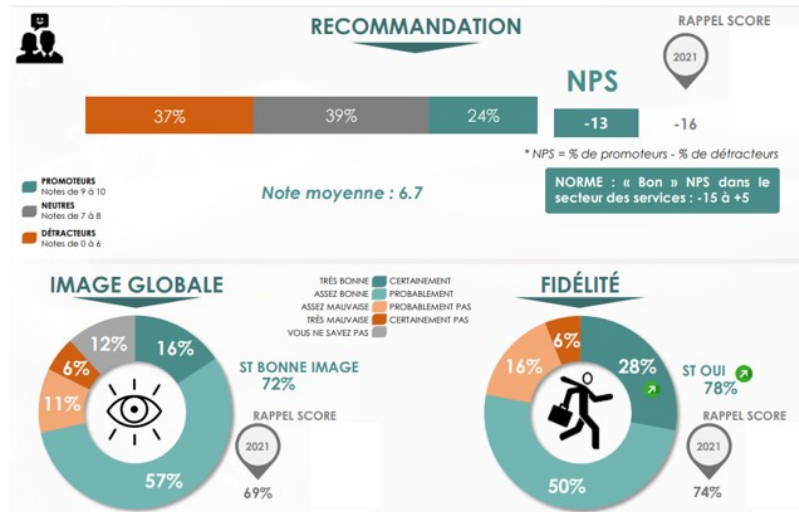 RECOMMANDATION
RAPPEL SCORE
2021
NPS
37%
39%
24%
-13
-16
* NPS = % de promoteurs - % de détracteurs
PROMOTEURS
Notes de 9 à 10
NEUTRES
Notes de 7 à 8
DÉTRACTEURS
Notes de 0 à 6
Note moyenne : 6.7
NORME : « Bon » NPS dans le
secteur des services : -15 à +5
IMAGE GLOBALE
TRÈS BONNE CERTAINEMENT
ASSEZ BONNE PROBABLEMENT
ASSEZ MAUVAISE PROBABLEMENT PAS
TRÈS MAUVAISE CERTAINEMENT PAS
VOUS NE SAVEZ PAS
FIDÉLITÉ
12%
16%
6%
11%
57%
ST BONNE IMAGE
72%
RAPPEL SCORE
2021
69%
6%
16%
28%
50%
ST OUI
78%
RAPPEL SCORE
2021
74%